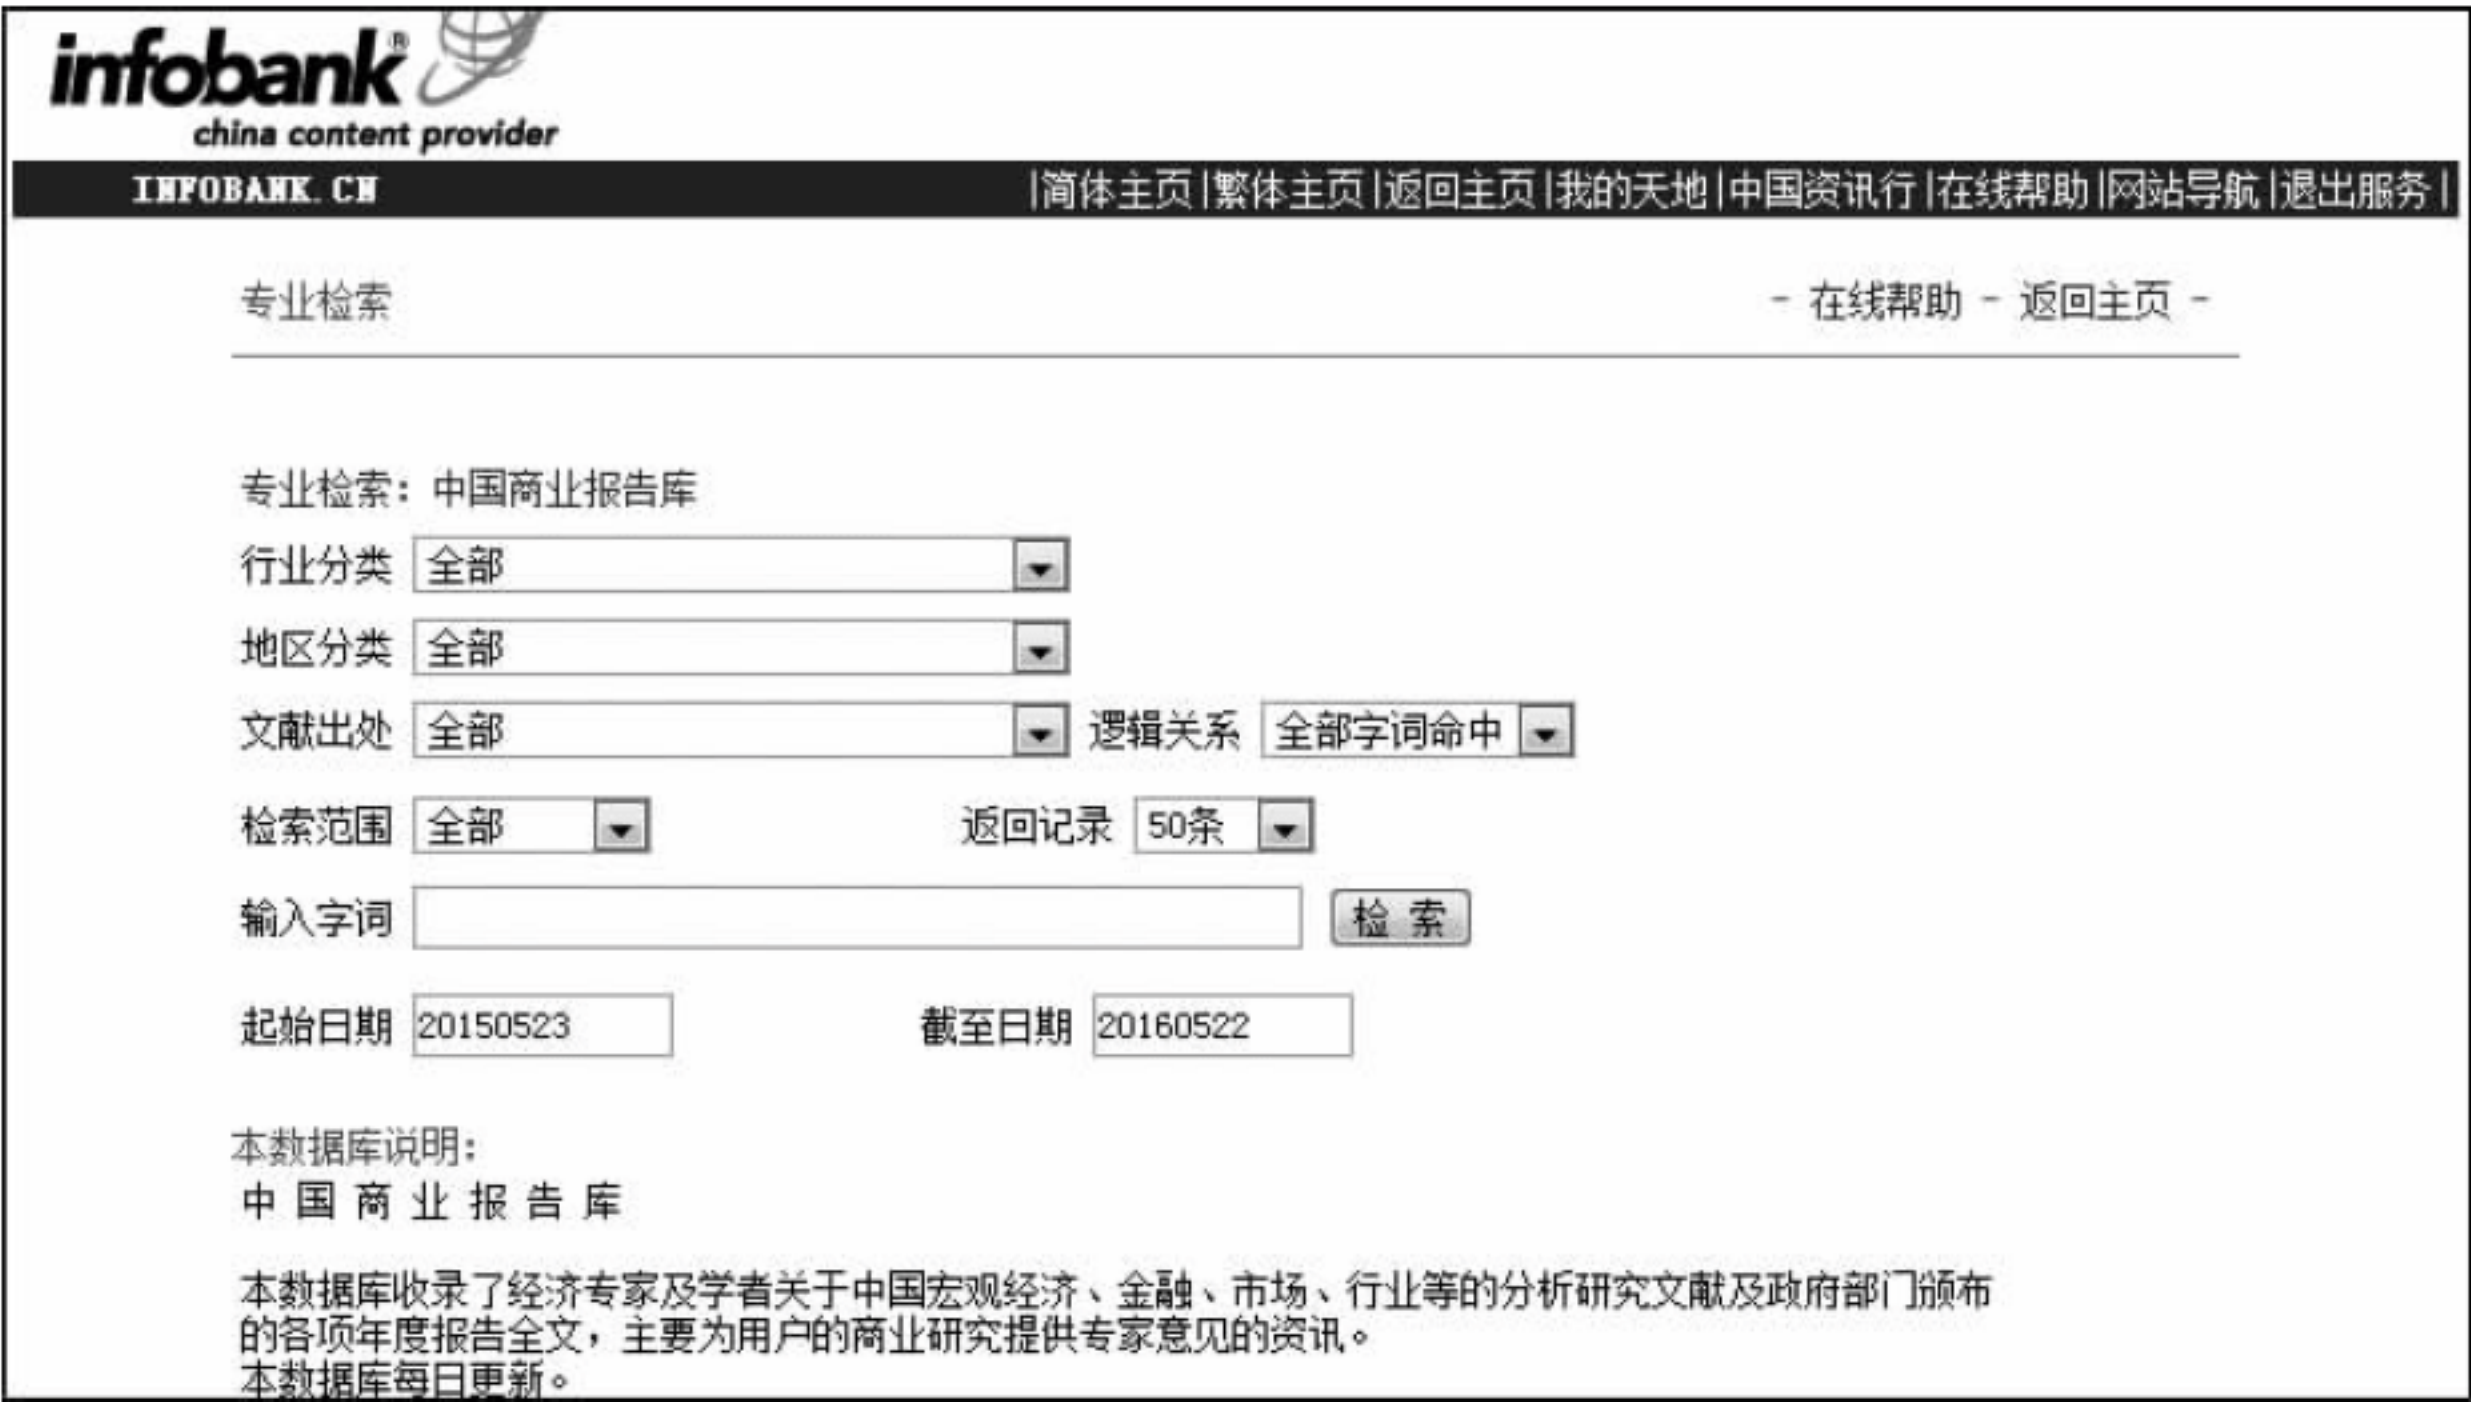 infobank®
china content provider
INFOBANK.CN |简体主页|繁体主页|返回主页|我的天地|中国资讯行|在线帮助|网站导航|退出服务|
专业检索 - 在线帮助 - 返回主页 -
专业检索：中国商业报告库
行业分类 全部
地区分类 全部
文献出处 全部 逻辑关系 全部字词命中
检索范围 全部 返回记录 50条
输入字词 检 索
起始日期 20150523 截至日期 20160522
本数据库说明：
中 国 商 业 报 告 库
本数据库收录了经济专家及学者关于中国宏观经济、金融、市场、行业等的分析研究文献及政府部门颁布
的各项年度报告全文，主要为用户的商业研究提供专家意见的资讯。
本数据库每日更新。